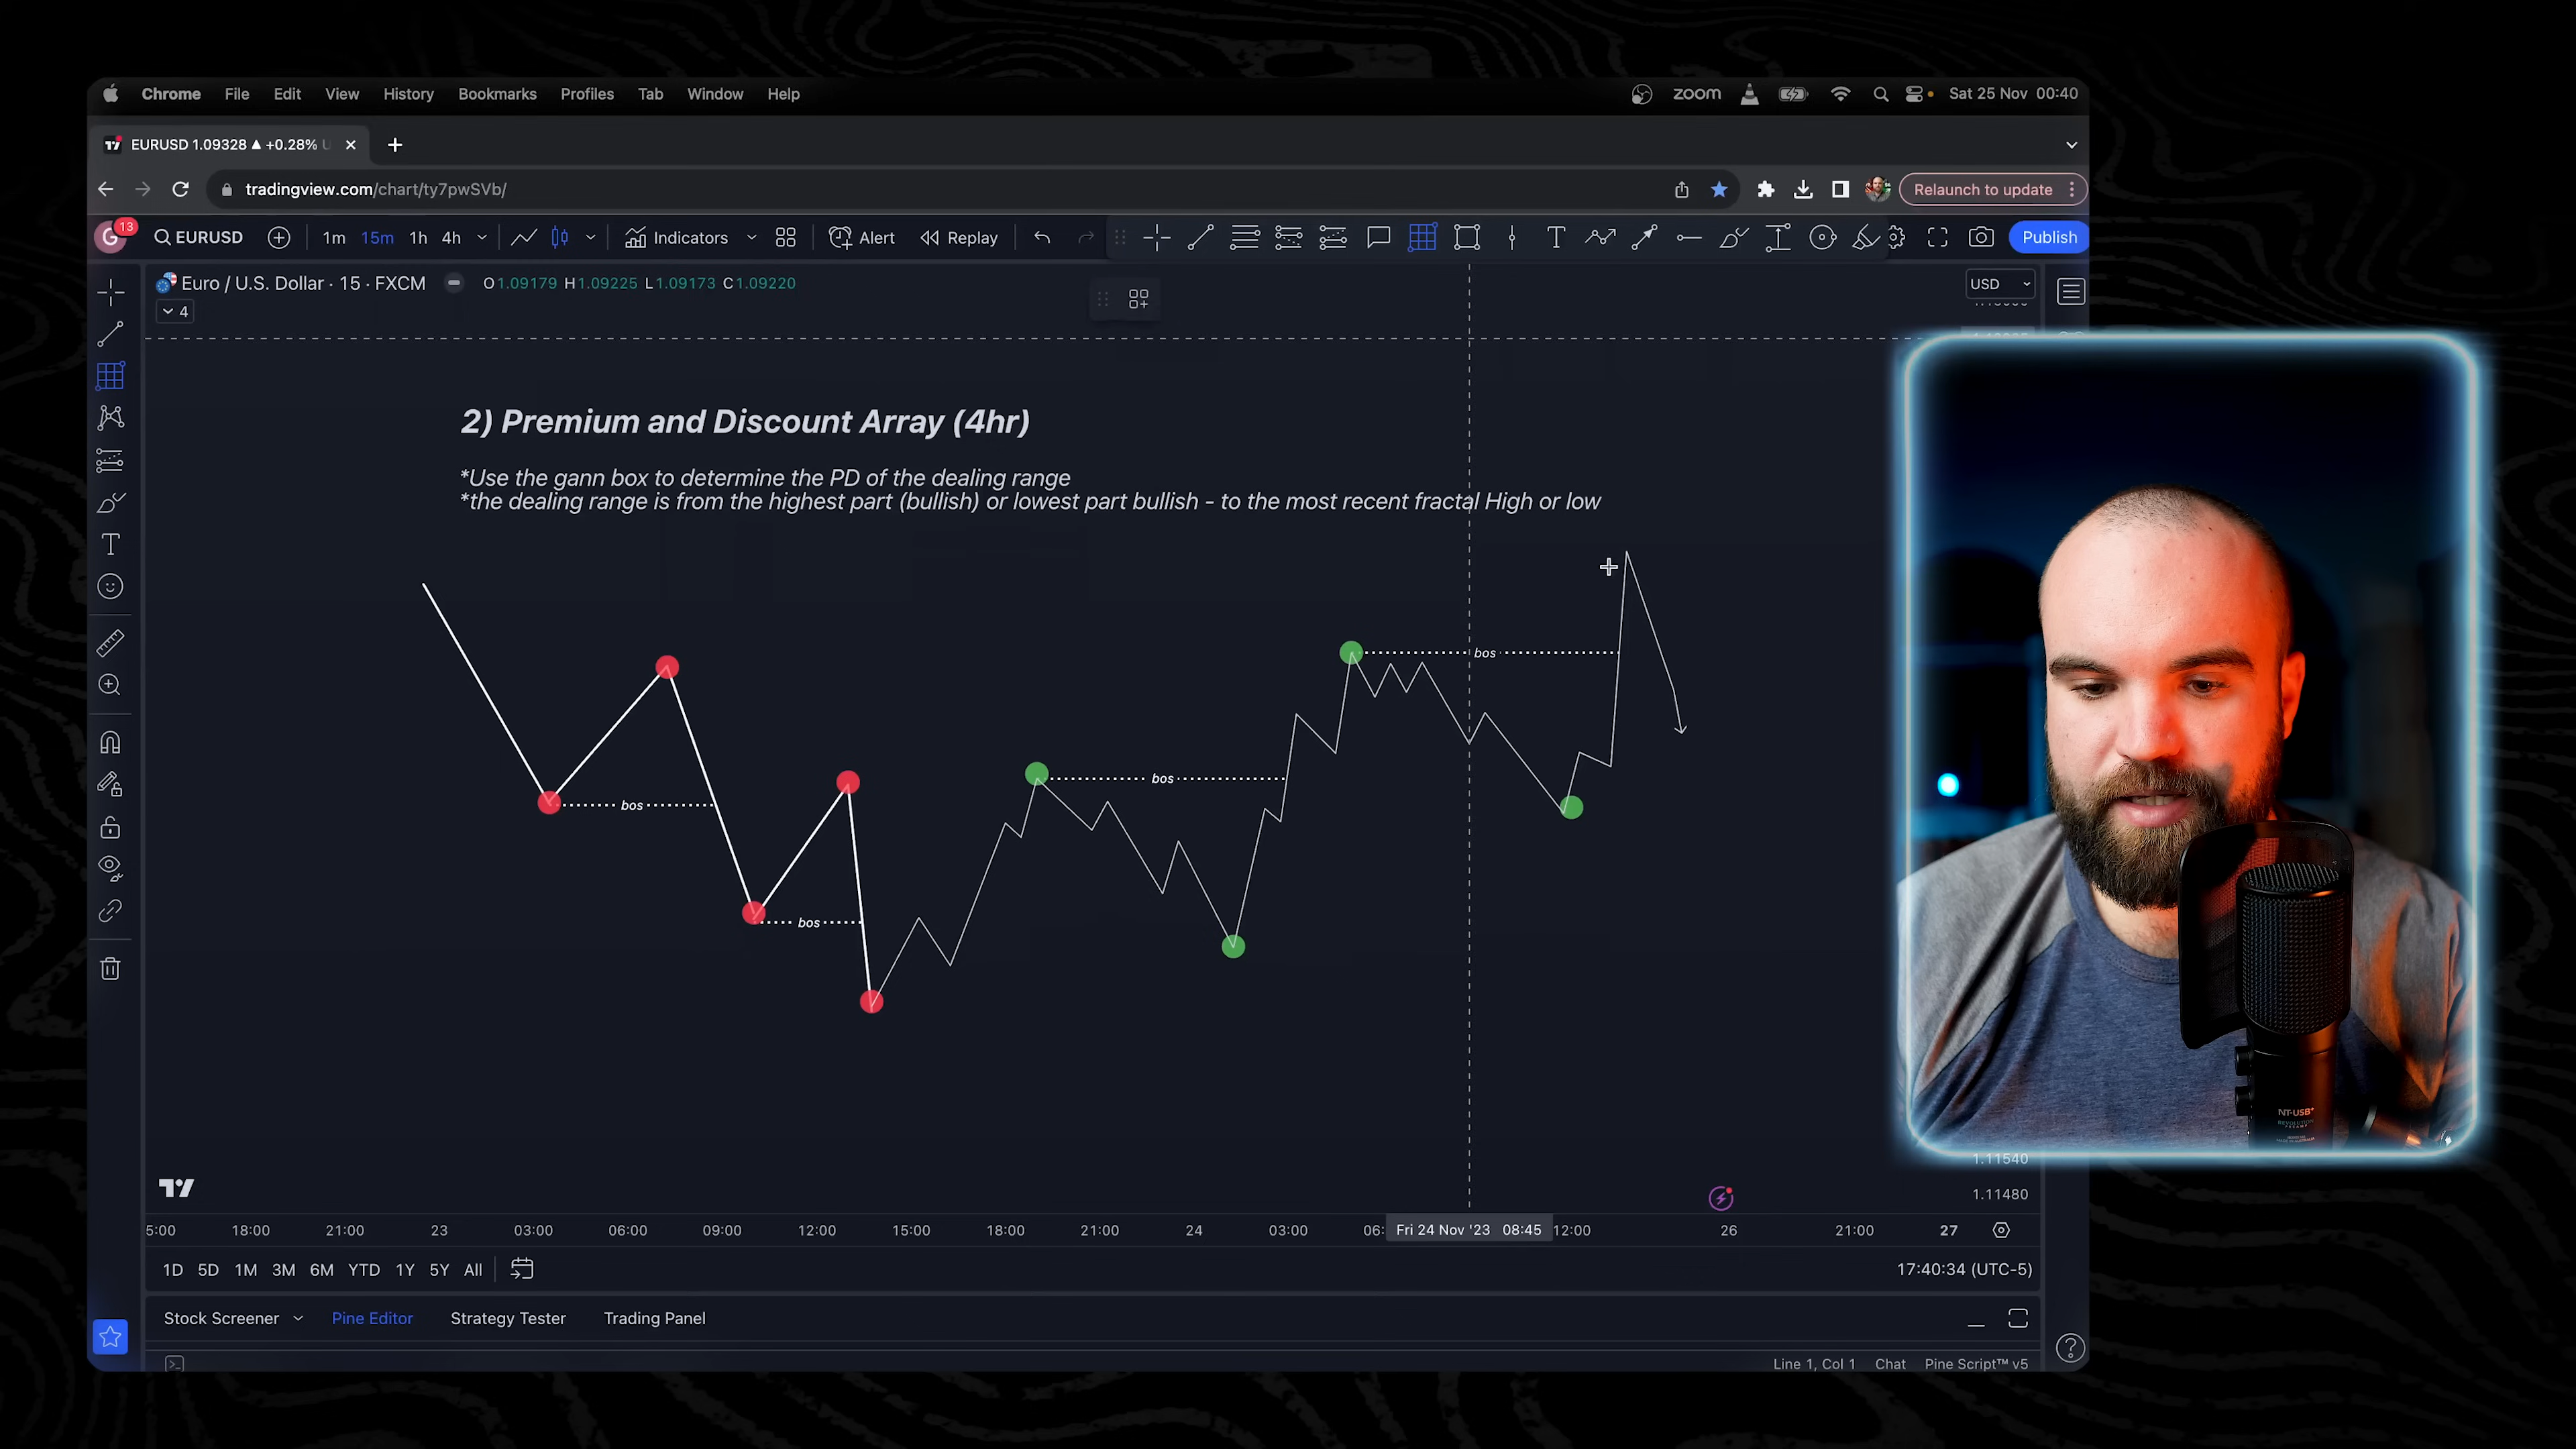 Chrome File Edit View History Bookmarks Profiles Tab Window Help
zoom Sat 25 Nov 00:40
EURUSD 1.09328 ▲ +0.28% U
tradingview.com/chart/ty7pwSVb/
Relaunch to update
G 13 EURUSD 1m 15m 1h 4h Indicators Alert Replay Publish
Euro / U.S. Dollar · 15 · FXCM O1.09179 H1.09225 L1.09173 C1.09220
USD
4
2) Premium and Discount Array (4hr)
*Use the gann box to determine the PD of the dealing range
*the dealing range is from the highest part (bullish) or lowest part bullish - to the most recent fractal High or low
bos
bos
bos
bos
NT-USB+
1.11540
1.11480
5:00 18:00 21:00 23 03:00 06:00 09:00 12:00 15:00 18:00 21:00 24 03:00 06: Fri 24 Nov '23 08:45 12:00 26 21:00 27
1D 5D 1M 3M 6M YTD 1Y 5Y All
17:40:34 (UTC-5)
Stock Screener Pine Editor Strategy Tester Trading Panel
Line 1, Col 1 Chat Pine Script™ v5